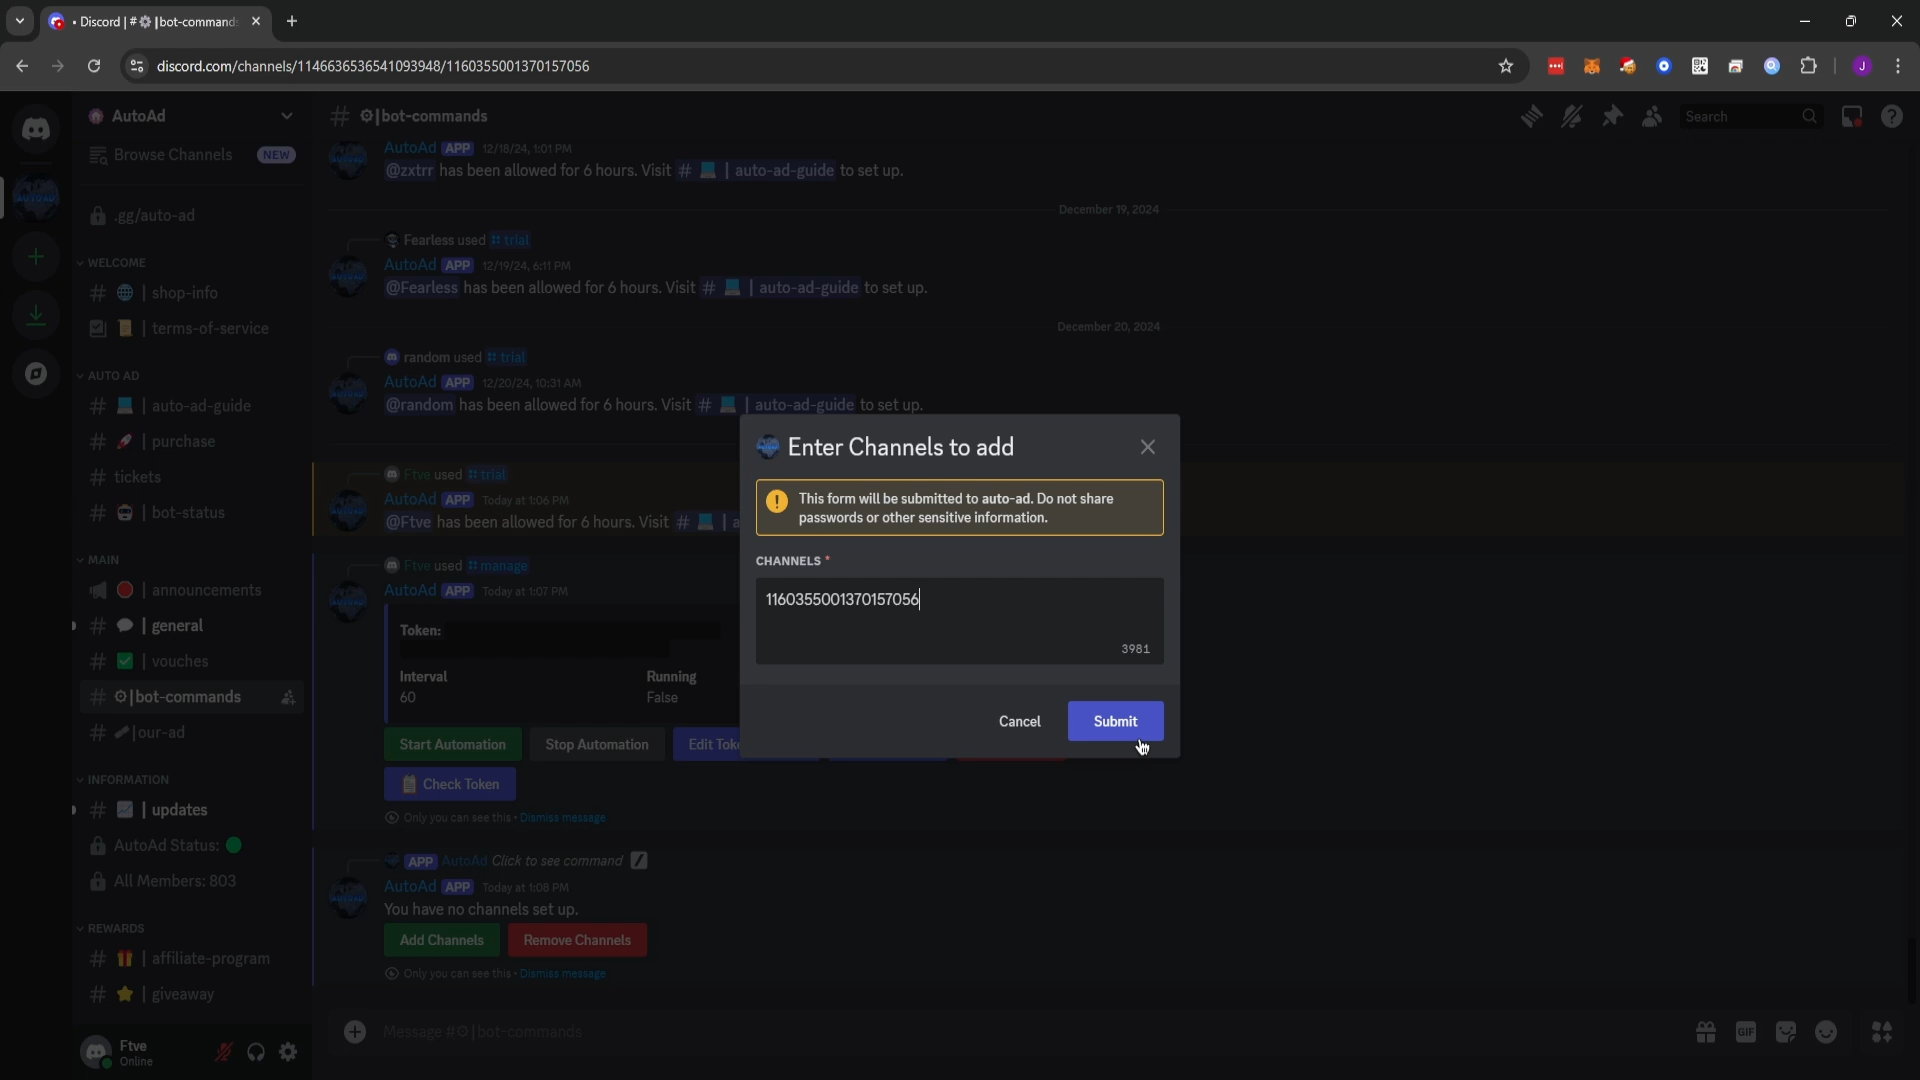 • Discord | # ⚙ |bot-command:
discord.com/channels/1146636536541093948/1160355001370157056
J
AutoAd
Browse Channels NEW
.gg/auto-ad
WELCOME
# 🌐 | shop-info
📜 | terms-of-service
AUTO AD
# 💻 | auto-ad-guide
# 🚀 | purchase
# tickets
# 🤖 | bot-status
MAIN
🔴 | announcements
# 💬 | general
# ✅ | vouches
# ⚙|bot-commands
# |our-ad
INFORMATION
# 📈 | updates
AutoAd Status: 🟢
All Members: 803
REWARDS
# 🎁 | affiliate-program
# ⭐ | giveaway
Ftve
Online
# ⚙|bot-commands
Search
AutoAd APP 12/18/24, 1:01 PM
@zxtrr has been allowed for 6 hours. Visit # 💻 | auto-ad-guide to set up.
December 19, 2024
Fearless used trial
AutoAd APP 12/19/24, 6:11 PM
@Fearless has been allowed for 6 hours. Visit # 💻 | auto-ad-guide to set up.
December 20, 2024
random used trial
AutoAd APP 12/20/24, 10:31 AM
@random has been allowed for 6 hours. Visit # 💻 | auto-ad-guide to set up.
Ftve used trial
AutoAd APP Today at 1:06 PM
@Ftve has been allowed for 6 hours. Visit # 💻 | a
Ftve used manage
AutoAd APP Today at 1:07 PM
Token:
Interval Running
60 False
Start Automation Stop Automation Edit Tok
Check Token
Only you can see this • Dismiss message
APP AutoAd Click to see command
AutoAd APP Today at 1:08 PM
You have no channels set up.
Add Channels Remove Channels
Only you can see this • Dismiss message
Message #⚙|bot-commands
GIF
Enter Channels to add
This form will be submitted to auto-ad. Do not share
passwords or other sensitive information.
CHANNELS *
1160355001370157056
3981
Cancel Submit